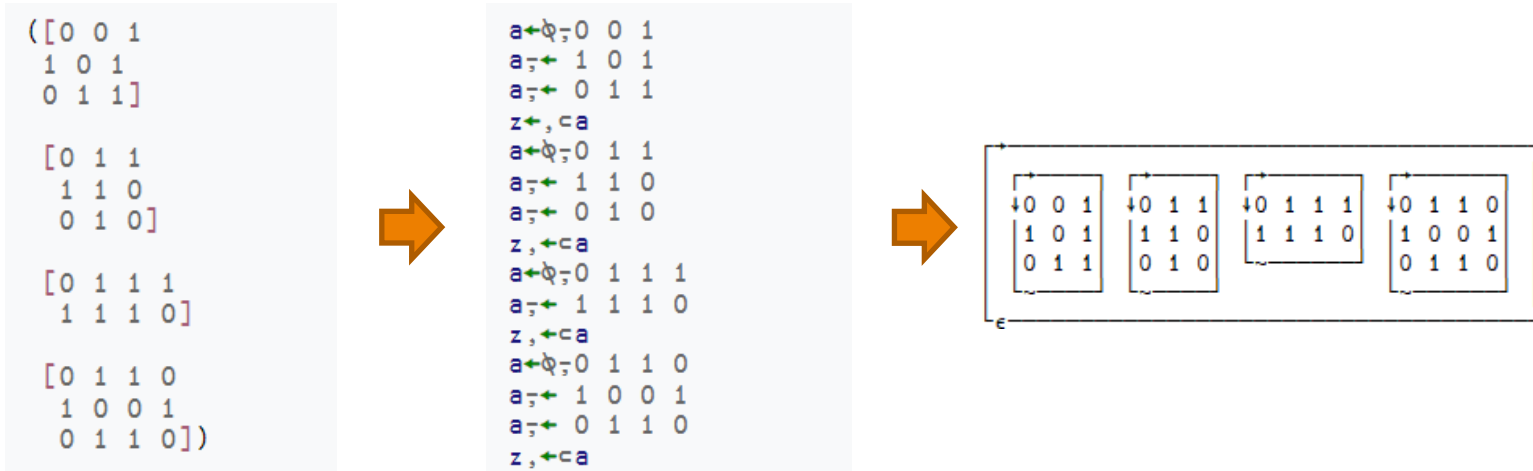 ([0 0 1
1 0 1
0 1 1]
[0 1 1
1 1 0
0 1 0]
[0 1 1 1
1 1 1 0]
[0 1 1 0
1 0 0 1
0 1 1 0])
a←⍉⍪0 0 1
a⍪← 1 0 1
a⍪← 0 1 1
z←,⊂a
a←⍉⍪0 1 1
a⍪← 1 1 0
a⍪← 0 1 0
z,←⊂a
a←⍉⍪0 1 1 1
a⍪← 1 1 1 0
z,←⊂a
a←⍉⍪0 1 1 0
a⍪← 1 0 0 1
a⍪← 0 1 1 0
z,←⊂a
┌→────────────────────────────────────
│ ┌→────┐ ┌→────┐ ┌→──────┐ ┌→──────┐
│ ↓0 0 1│ ↓0 1 1│ ↓0 1 1 1│ ↓0 1 1 0│
│ │1 0 1│ │1 1 0│ │1 1 1 0│ │1 0 0 1│
│ │0 1 1│ │0 1 0│ └~──────┘ │0 1 1 0│
│ └~────┘ └~────┘           └~──────┘
└∊────────────────────────────────────